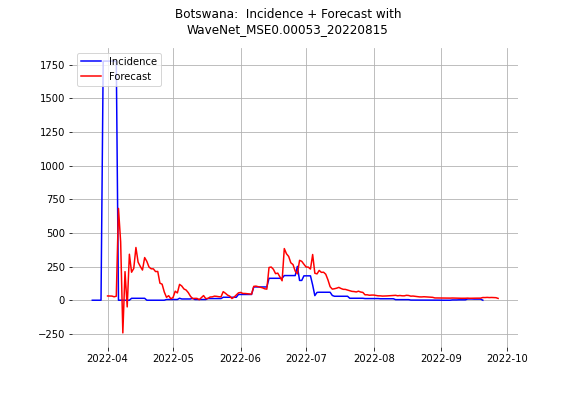 Botswana:  Incidence + Forecast with
WaveNet_MSE0.00053_20220815
Incidence
Forecast
1750
1500
1250
1000
750
500
250
0
−250
2022-04 2022-05 2022-06 2022-07 2022-08 2022-09 2022-10